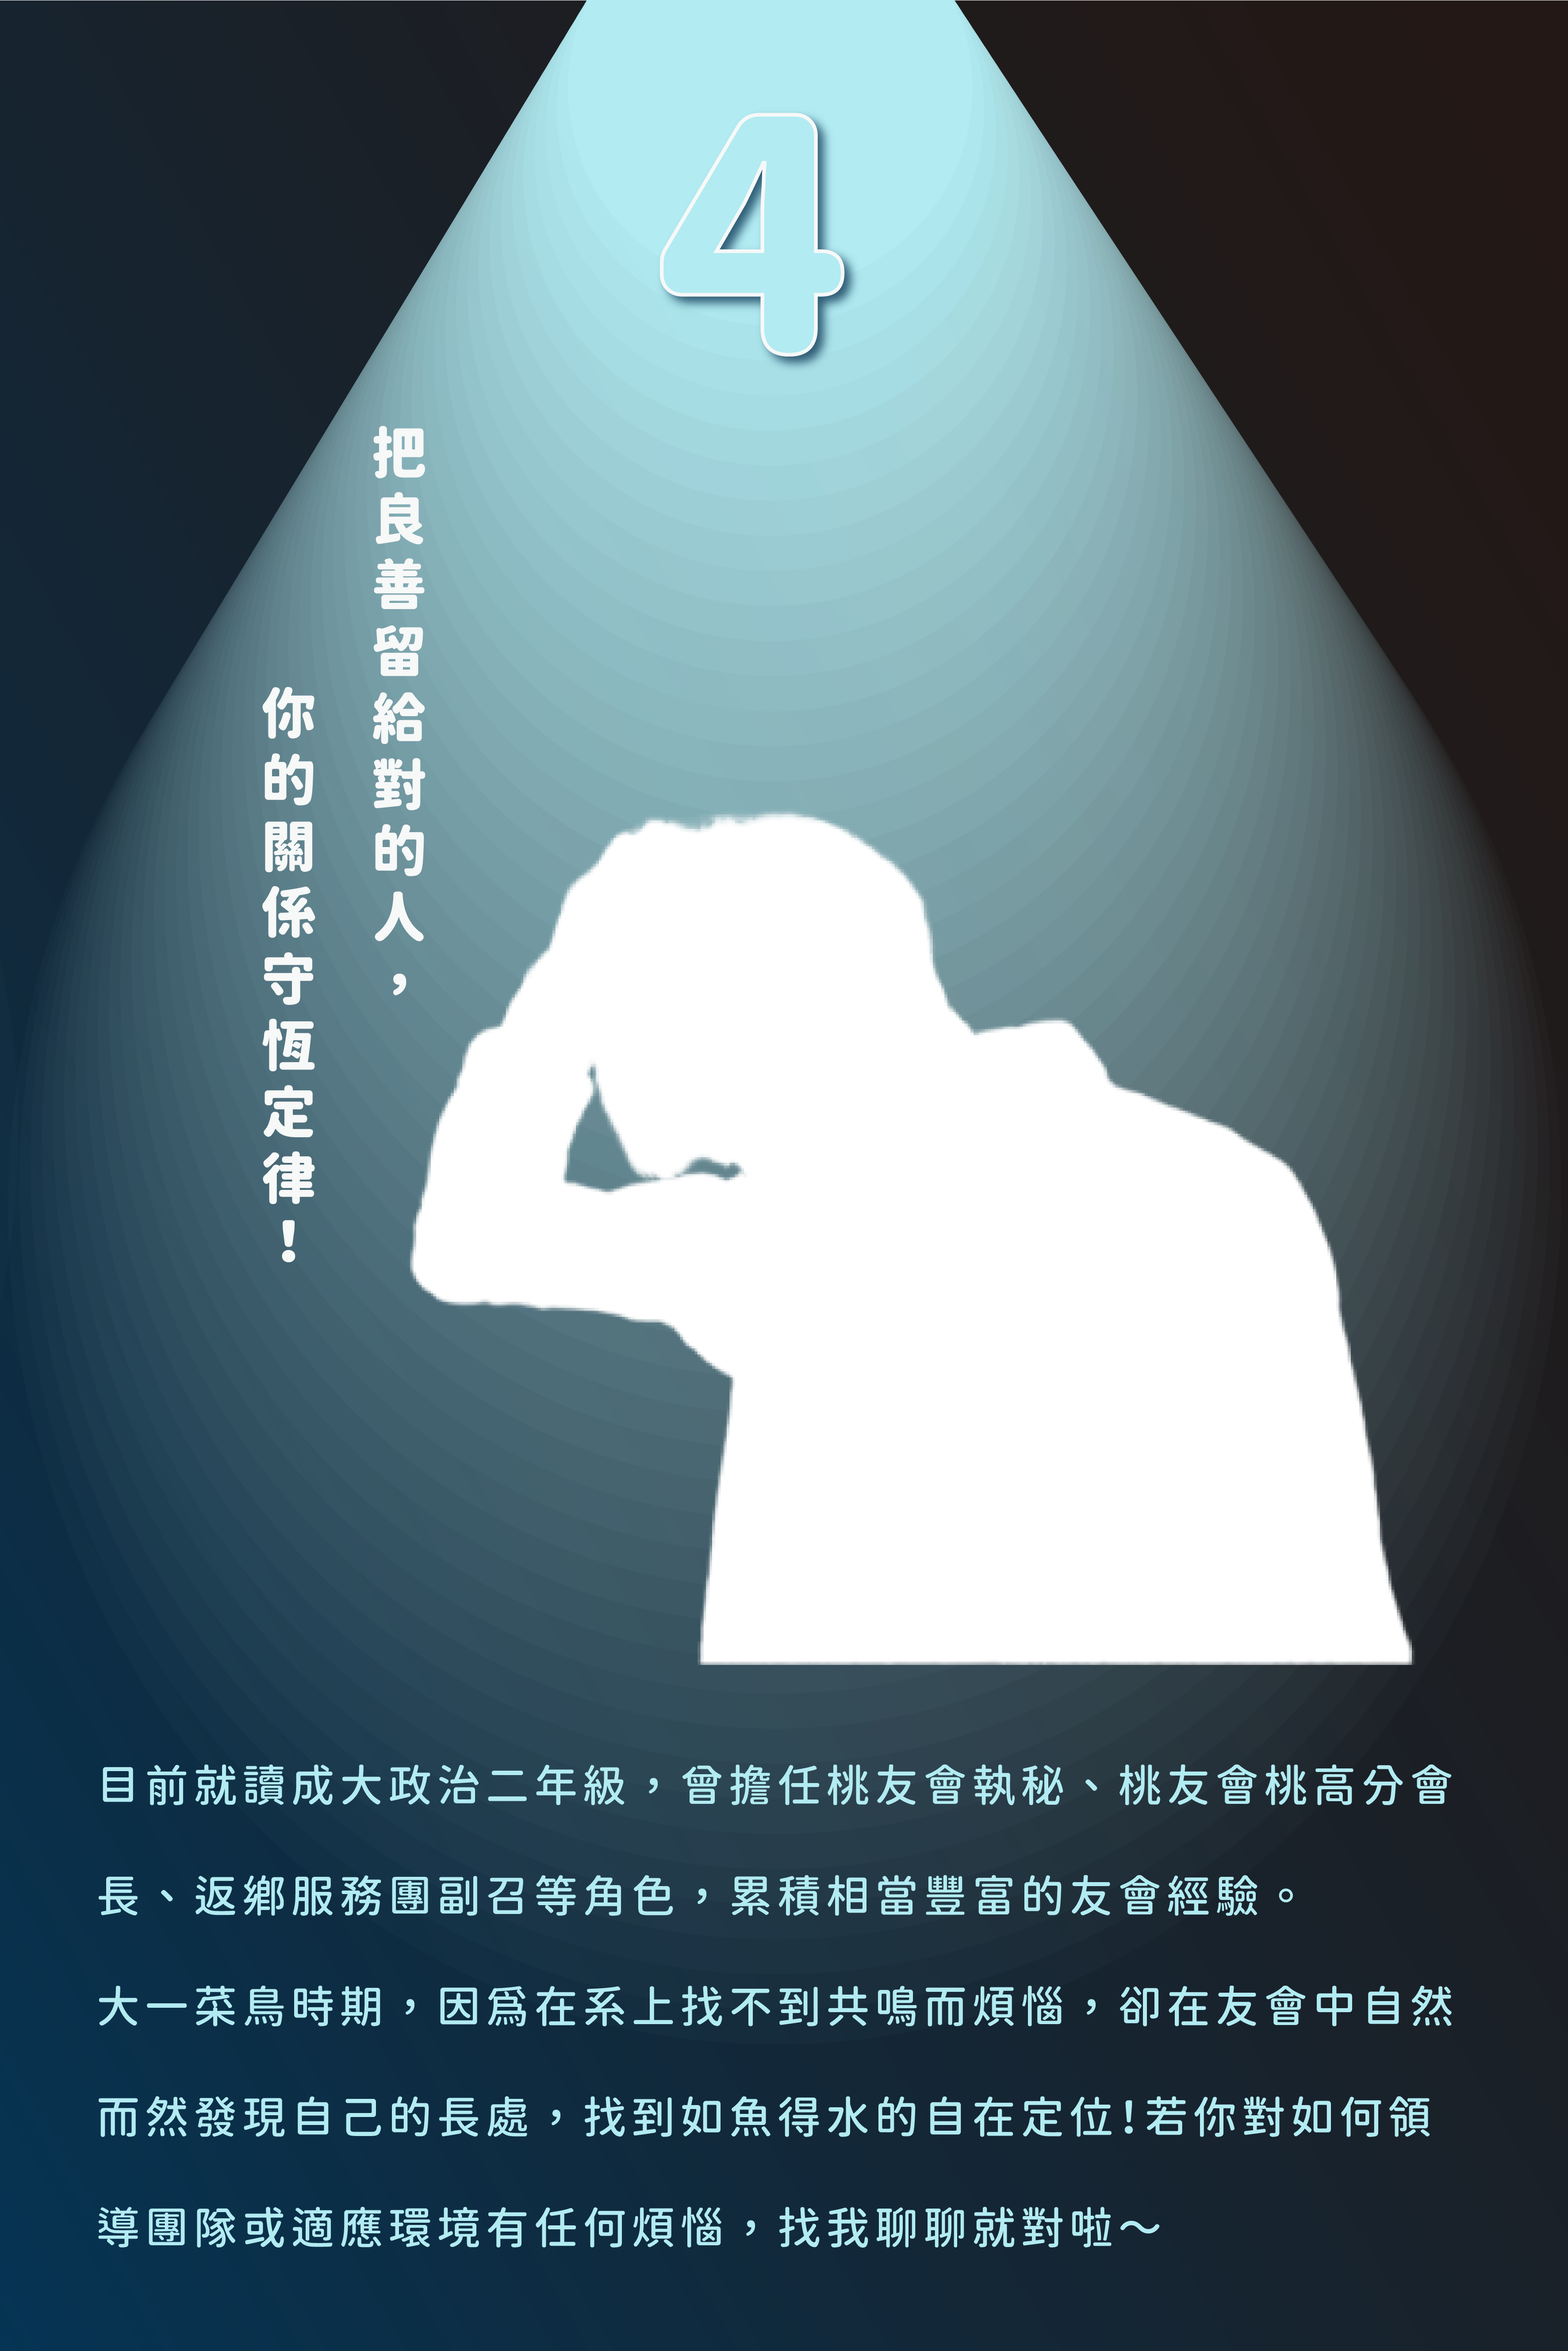 4
把良善留給對的人，
你的關係守恆定律！
目前就讀成大政治二年級，曾擔任桃友會執秘、桃友會桃高分會
長、返鄉服務團副召等角色，累積相當豐富的友會經驗。
大一菜鳥時期，因為在系上找不到共鳴而煩惱，卻在友會中自然
而然發現自己的長處，找到如魚得水的自在定位！若你對如何領
導團隊或適應環境有任何煩惱，找我聊聊就對啦～